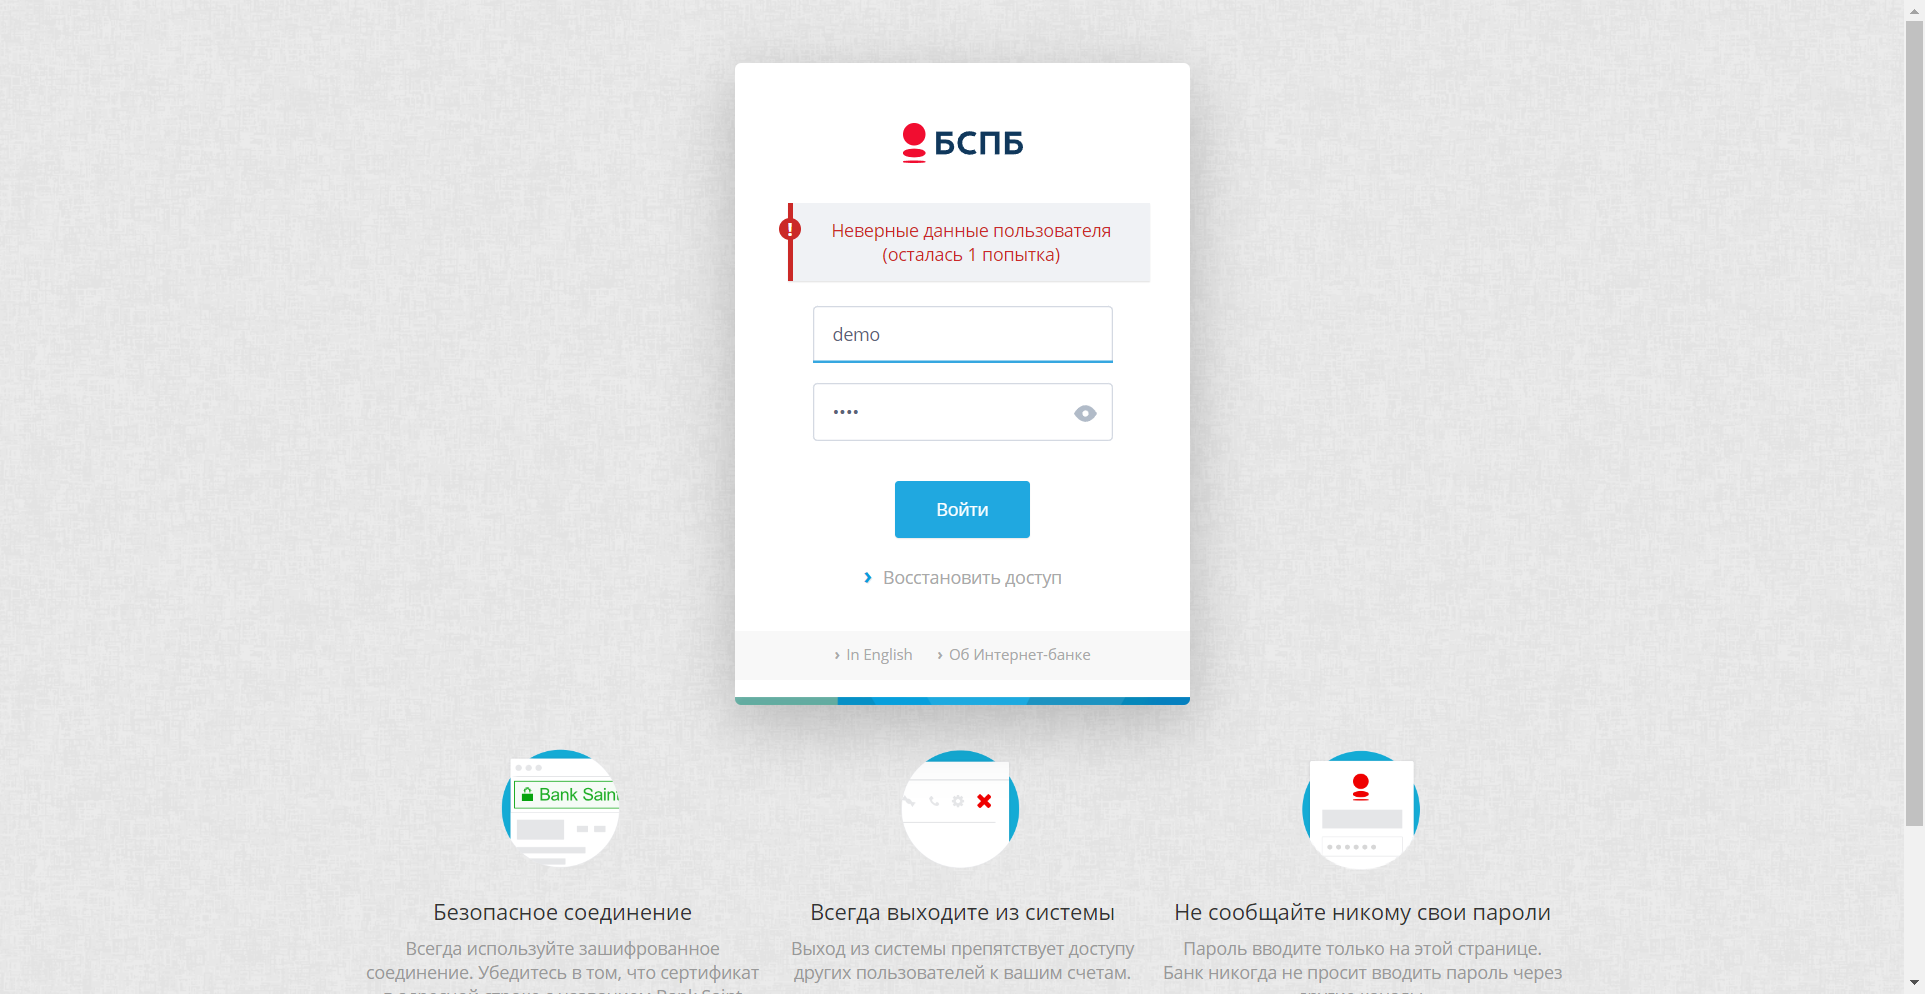 БСПБ
Неверные данные пользователя
(осталась 1 попытка)
demo
••••
Войти
Восстановить доступ
In English
Об Интернет-банке
Bank Sain
Безопасное соединение
Всегда используйте зашифрованное
соединение. Убедитесь в том, что сертификат
Всегда выходите из системы
Выход из системы препятствует доступу
других пользователей к вашим счетам.
Не сообщайте никому свои пароли
Пароль вводите только на этой странице.
Банк никогда не просит вводить пароль через